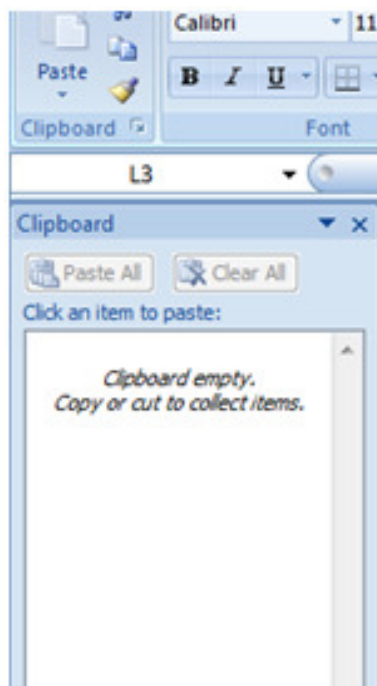 Calibri
11
Paste
B I U
Clipboard
Font
L3
Clipboard
Paste All
Clear All
Click an item to paste:
Clipboard empty.
Copy or cut to collect items.